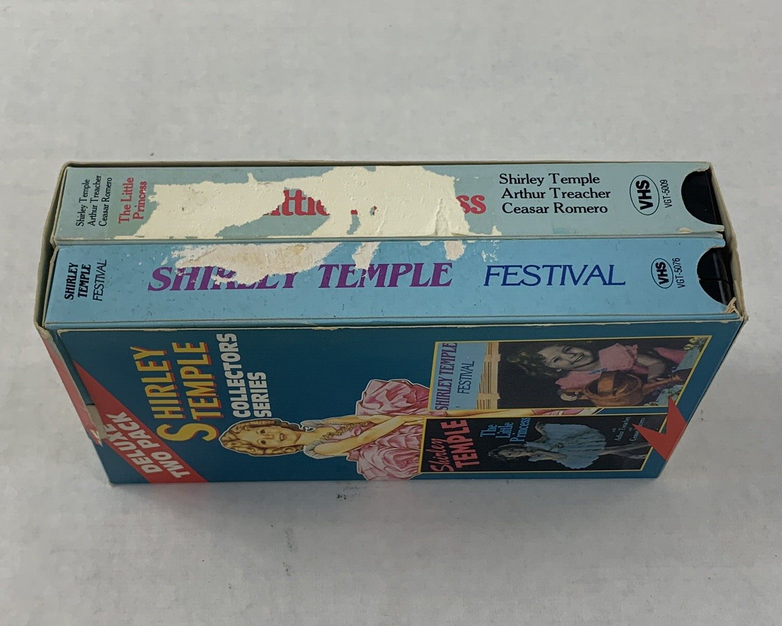 Shirley Temple
Arthur Treacher
Ceasar Romero
The Little
Princess
ss
Shirley Temple
Arthur Treacher
Ceasar Romero
VHS
VGT-5009
SHIRLEY
TEMPLE
FESTIVAL
SHIRLEY TEMPLE FESTIVAL
VHS
VGT-5076
DELUXE
TWO PACK
SHIRLEY
TEMPLE
COLLECTORS
SERIES
SHIRLEY TEMPLE
FESTIVAL
Shirley
TEMPLE
The
Little
Princess